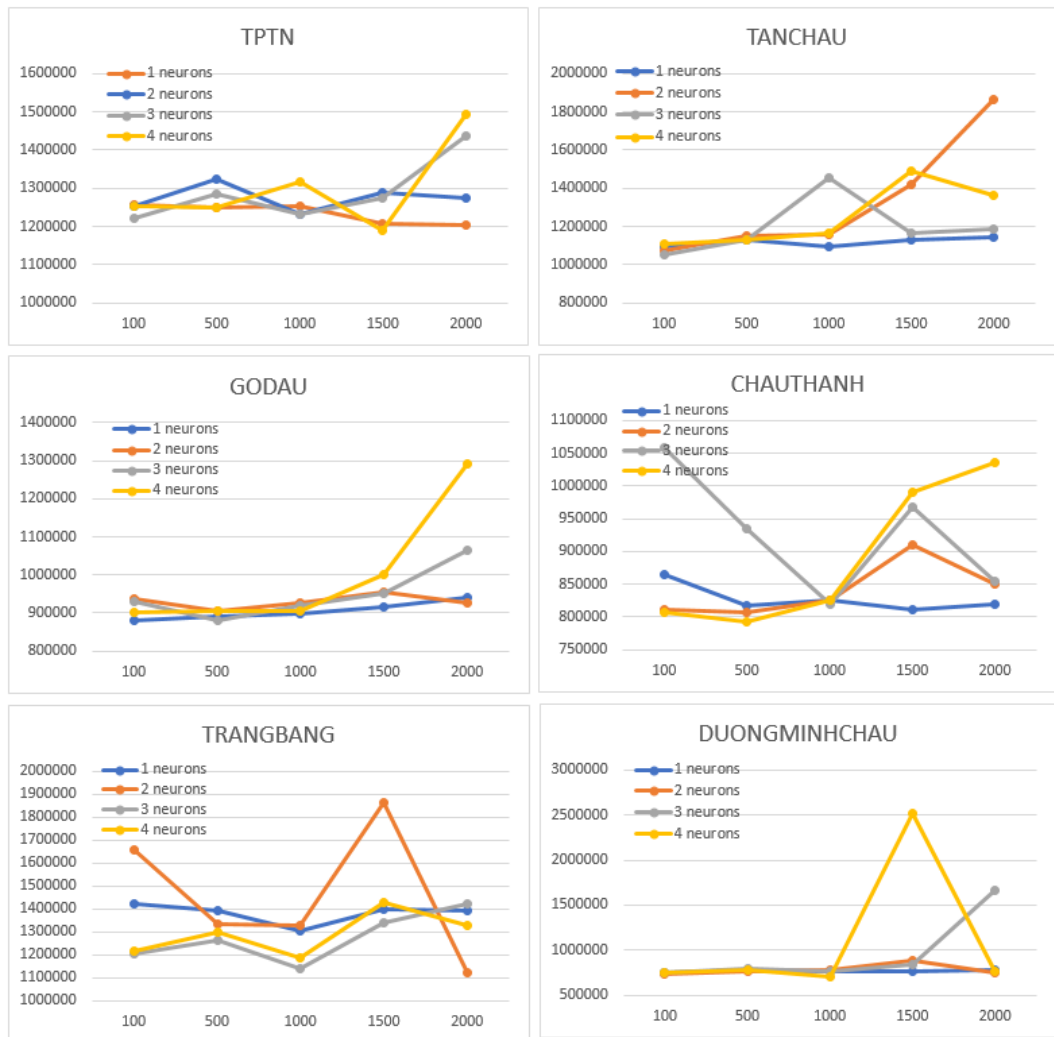 TPTN
1600000
1500000
1400000
1300000
1200000
1100000
1000000
1 neurons
2 neurons
3 neurons
4 neurons
100 500 1000 1500 2000
TANCHAU
2000000
1800000
1600000
1400000
1200000
1000000
800000
1 neurons
2 neurons
3 neurons
4 neurons
100 500 1000 1500 2000
GODAU
1400000
1300000
1200000
1100000
1000000
900000
800000
1 neurons
2 neurons
3 neurons
4 neurons
100 500 1000 1500 2000
CHAUTHANH
1100000
1050000
1000000
950000
900000
850000
800000
750000
1 neurons
2 neurons
3 neurons
4 neurons
100 500 1000 1500 2000
TRANGBANG
2000000
1900000
1800000
1700000
1600000
1500000
1400000
1300000
1200000
1100000
1000000
1 neurons
2 neurons
3 neurons
4 neurons
100 500 1000 1500 2000
DUONGMINHCHAU
3000000
2500000
2000000
1500000
1000000
500000
1 neurons
2 neurons
3 neurons
4 neurons
100 500 1000 1500 2000